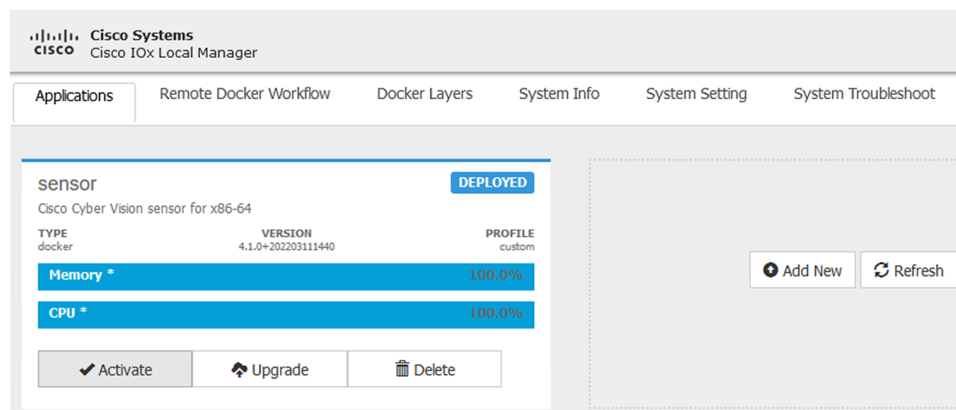 CISCO
Cisco Systems
Cisco IOx Local Manager
Applications Remote Docker Workflow Docker Layers System Info System Setting System Troubleshoot
sensor DEPLOYED
Cisco Cyber Vision sensor for x86-64
TYPE VERSION PROFILE
docker 4.1.0+202203111440 custom
Memory * 100.0%
CPU * 100.0%
Add New Refresh
Activate Upgrade Delete